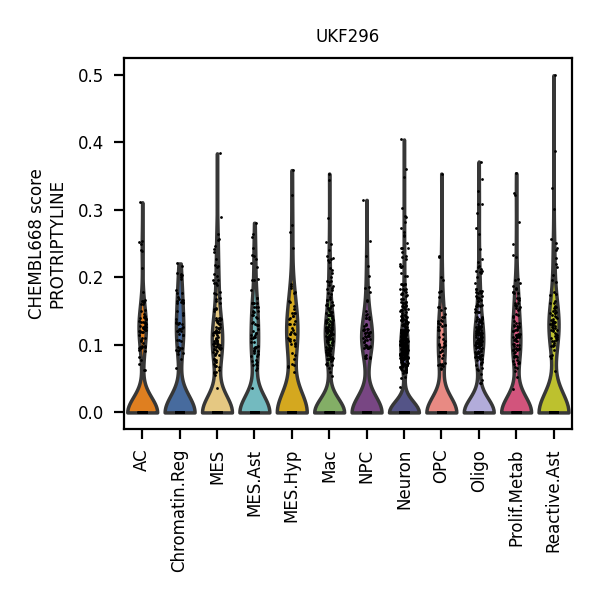 UKF296
CHEMBL668 score
PROTRIPTYLINE
0.5
0.4
0.3
0.2
0.1
0.0
AC
Chromatin.Reg
MES
MES.Ast
MES.Hyp
Mac
NPC
Neuron
OPC
Oligo
Prolif.Metab
Reactive.Ast